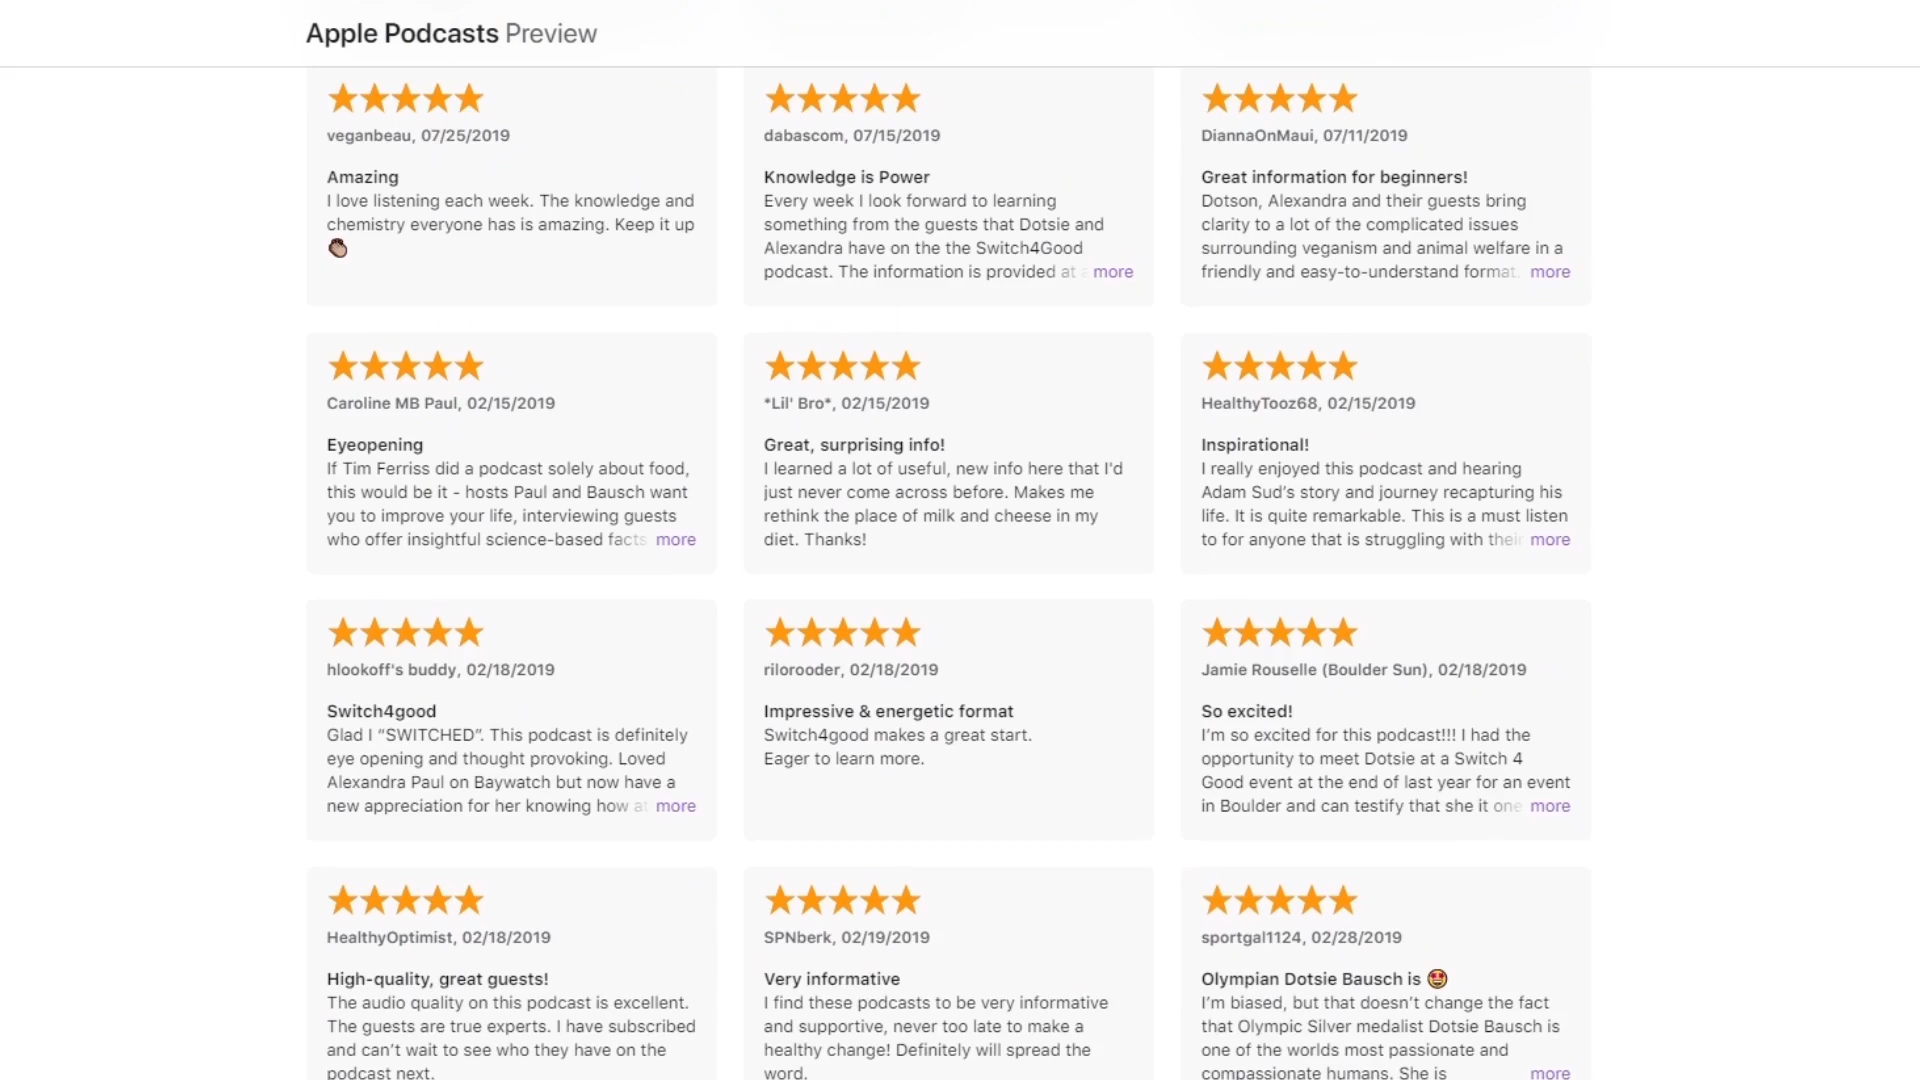 Apple Podcasts Preview
veganbeau, 07/25/2019
Amazing
I love listening each week. The knowledge and
chemistry everyone has is amazing. Keep it up
dabascom, 07/15/2019
Knowledge is Power
Every week I look forward to learning
something from the guests that Dotsie and
Alexandra have on the the Switch4Good
podcast. The information is provided at a more
DiannaOnMaui, 07/11/2019
Great information for beginners!
Dotson, Alexandra and their guests bring
clarity to a lot of the complicated issues
surrounding veganism and animal welfare in a
friendly and easy-to-understand format. more
Caroline MB Paul, 02/15/2019
Eyeopening
If Tim Ferriss did a podcast solely about food,
this would be it - hosts Paul and Bausch want
you to improve your life, interviewing guests
who offer insightful science-based facts more
*Lil' Bro*, 02/15/2019
Great, surprising info!
I learned a lot of useful, new info here that I'd
just never come across before. Makes me
rethink the place of milk and cheese in my
diet. Thanks!
HealthyTooz68, 02/15/2019
Inspirational!
I really enjoyed this podcast and hearing
Adam Sud’s story and journey recapturing his
life. It is quite remarkable. This is a must listen
to for anyone that is struggling with their more
hlookoff's buddy, 02/18/2019
Switch4good
Glad I “SWITCHED”. This podcast is definitely
eye opening and thought provoking. Loved
Alexandra Paul on Baywatch but now have a
new appreciation for her knowing how at more
rilorooder, 02/18/2019
Impressive & energetic format
Switch4good makes a great start.
Eager to learn more.
Jamie Rouselle (Boulder Sun), 02/18/2019
So excited!
I’m so excited for this podcast!!! I had the
opportunity to meet Dotsie at a Switch 4
Good event at the end of last year for an event
in Boulder and can testify that she it one more
HealthyOptimist, 02/18/2019
High-quality, great guests!
The audio quality on this podcast is excellent.
The guests are true experts. I have subscribed
and can’t wait to see who they have on the
podcast next.
SPNberk, 02/19/2019
Very informative
I find these podcasts to be very informative
and supportive, never too late to make a
healthy change! Definitely will spread the
word.
sportgal1124, 02/28/2019
Olympian Dotsie Bausch is 🤩
I’m biased, but that doesn’t change the fact
that Olympic Silver medalist Dotsie Bausch is
one of the worlds most passionate and
compassionate humans. She is more